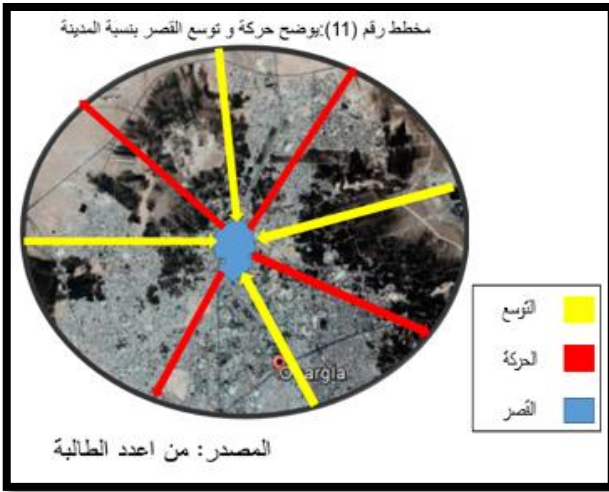 مخطط رقم (11):يوضح حركة و توسع القصر بنسبة المدينة
Ouargla
التوسع
الحركة
القصر
المصدر: من اعدد الطالبة